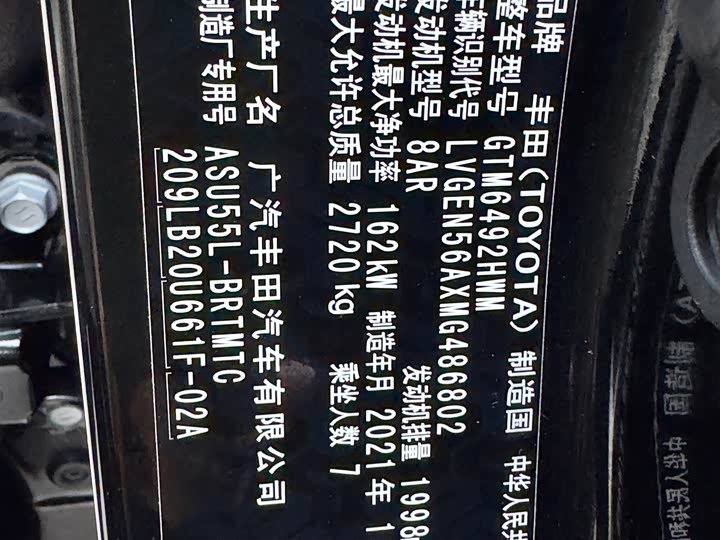 品牌 丰田(TOYOTA) 制造国 中华人民共
整车型号 GTM6492HWM
车辆识别代号 LVGEN56AXMG486802
发动机型号 8AR 发动机排量 1998
发动机最大净功率 162kW 制造年月 2021年1
最大允许总质量 2720kg 乘坐人数 7
生产厂名 广汽丰田汽车有限公司
制造厂专用号 ASU55L-BRTMTC
209LB20U661F-02A